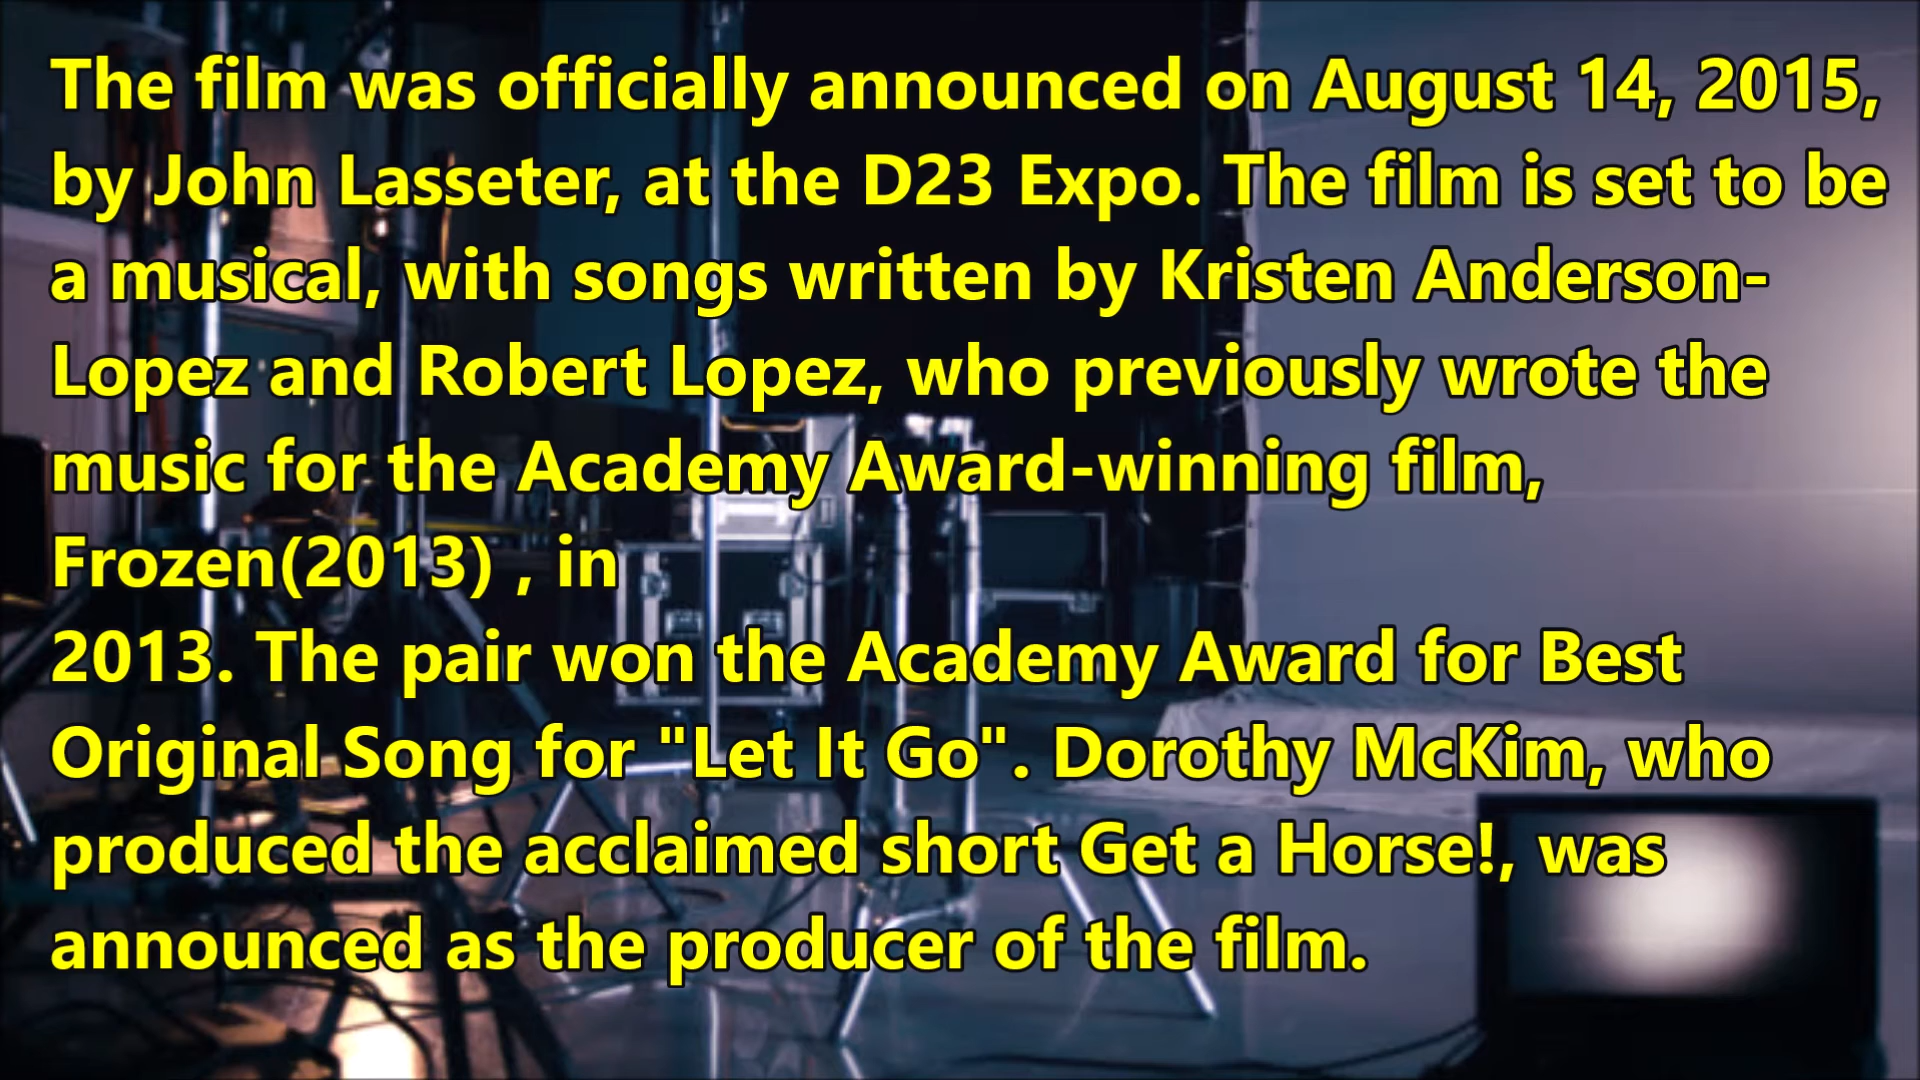 The film was officially announced on August 14, 2015,
by John Lasseter, at the D23 Expo. The film is set to be
a musical, with songs written by Kristen Anderson-
Lopez and Robert Lopez, who previously wrote the
music for the Academy Award-winning film,
Frozen(2013) , in
2013. The pair won the Academy Award for Best
Original Song for "Let It Go". Dorothy McKim, who
produced the acclaimed short Get a Horse!, was
announced as the producer of the film.